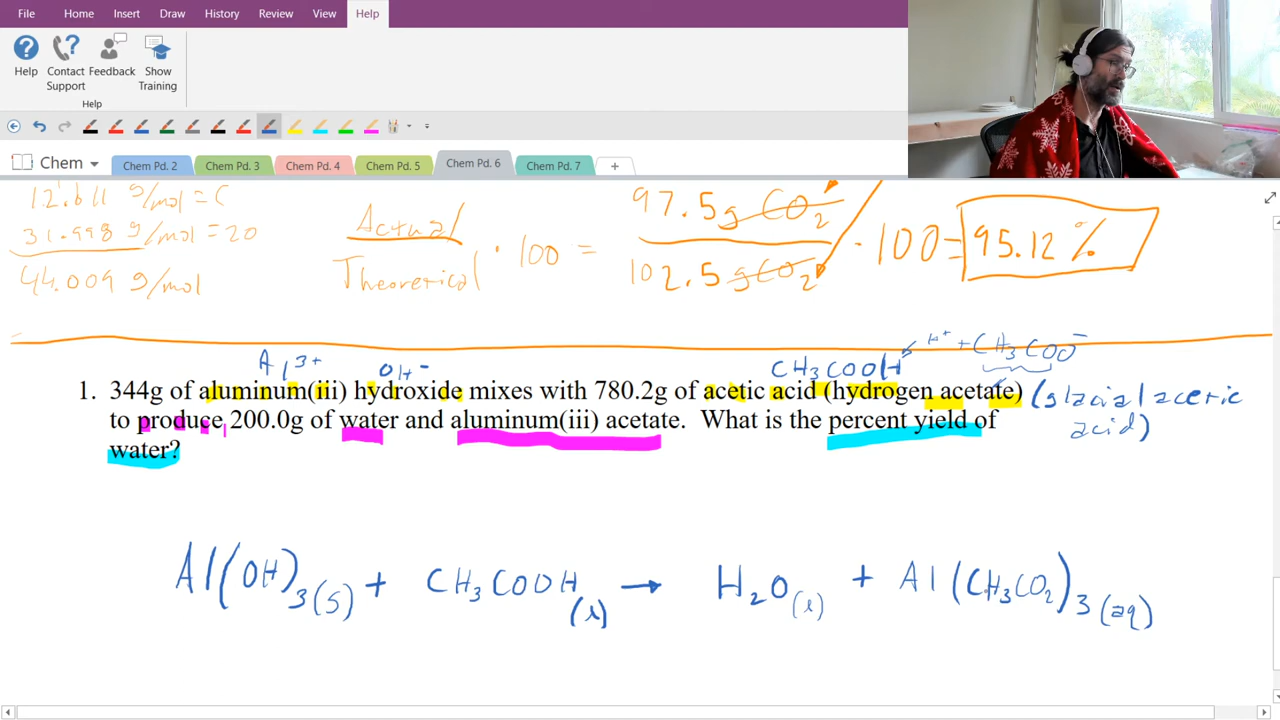 File Home Insert Draw History Review View Help
Help Contact Support Feedback Show Training
Help
Chem Chem Pd. 2 Chem Pd. 3 Chem Pd. 4 Chem Pd. 5 Chem Pd. 6 Chem Pd. 7 +
12.011 g/mol = C
31.998 g/mol = 2O
44.009 g/mol
Actual / Theoretical · 100 = 97.5g CO₂ / 102.5g CO₂ · 100 = 95.12%
Al³⁺ OH⁻ CH₃COOH H⁺ + CH₃COO⁻
1. 344g of aluminum(iii) hydroxide mixes with 780.2g of acetic acid (hydrogen acetate) (glacial acetic acid)
to produce 200.0g of water and aluminum(iii) acetate. What is the percent yield of
water?
Al(OH)₃(s) + CH₃COOH(l) → H₂O(l) + Al(CH₃CO₂)₃(aq)